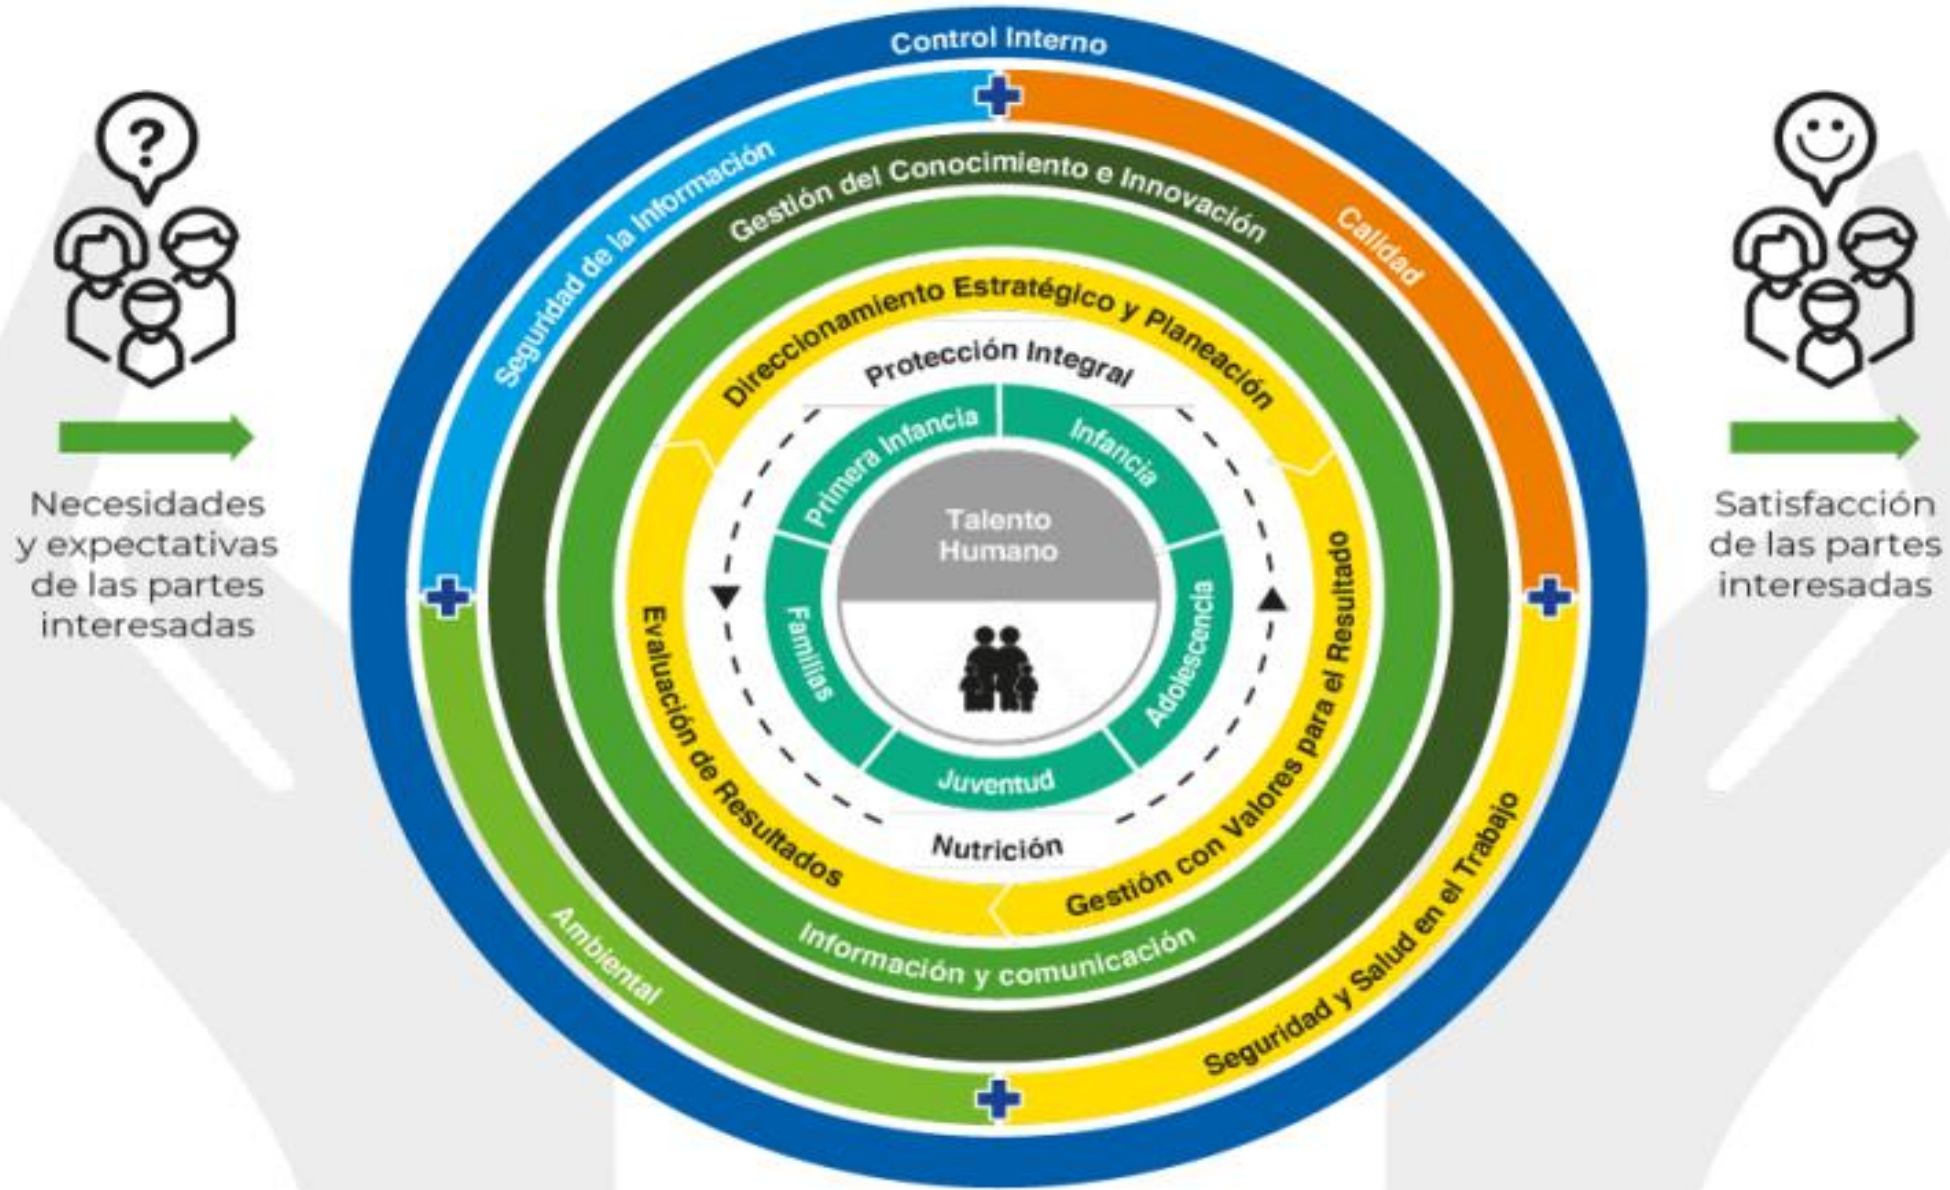 Control Interno
?
Necesidades
y expectativas
de las partes
interesadas
Seguridad de la Información
Calidad
Gestión del Conocimiento e Innovación
Direccionamiento Estratégico y Planeación
Protección Integral
Primera Infancia
Infancia
Talento
Humano
Familias
Adolescencia
Juventud
Nutrición
Evaluación de Resultados
Gestión con Valores para el Resultado
Información y comunicación
Ambiental
Seguridad y Salud en el Trabajo
Satisfacción
de las partes
interesadas